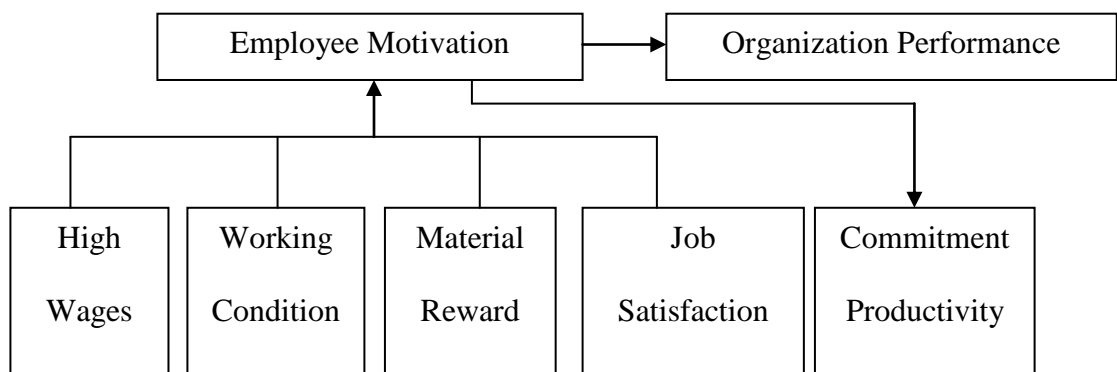 Employee Motivation
Organization Performance
High
Wages
Working
Condition
Material
Reward
Job
Satisfaction
Commitment
Productivity